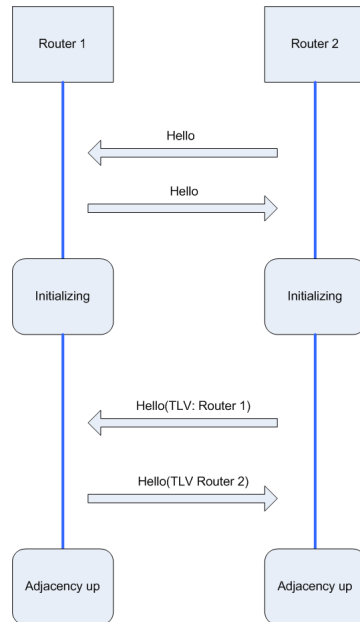 Router 1
Router 2
Hello
Hello
Initializing
Initializing
Hello(TLV: Router 1)
Hello(TLV Router 2)
Adjacency up
Adjacency up